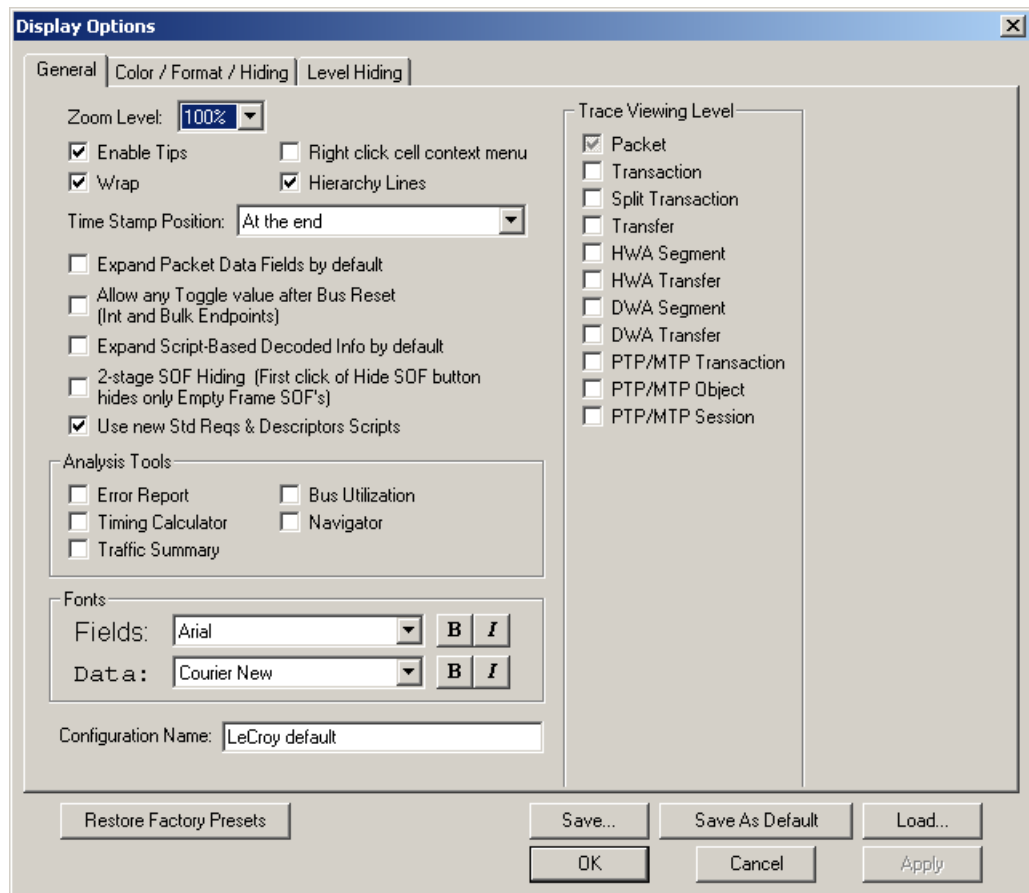 Display Options
General
Color / Format / Hiding
Level Hiding
Zoom Level: 100%
Enable Tips
Right click cell context menu
Wrap
Hierarchy Lines
Time Stamp Position: At the end
Expand Packet Data Fields by default
Allow any Toggle value after Bus Reset
(Int and Bulk Endpoints)
Expand Script-Based Decoded Info by default
2-stage SOF Hiding (First click of Hide SOF button
hides only Empty Frame SOF's)
Use new Std Reqs & Descriptors Scripts
Analysis Tools
Error Report
Bus Utilization
Timing Calculator
Navigator
Traffic Summary
Fonts
Fields: Arial B I
Data: Courier New B I
Configuration Name: LeCroy default
Trace Viewing Level
Packet
Transaction
Split Transaction
Transfer
HWA Segment
HWA Transfer
DWA Segment
DWA Transfer
PTP/MTP Transaction
PTP/MTP Object
PTP/MTP Session
Restore Factory Presets
Save...
Save As Default
Load...
OK
Cancel
Apply